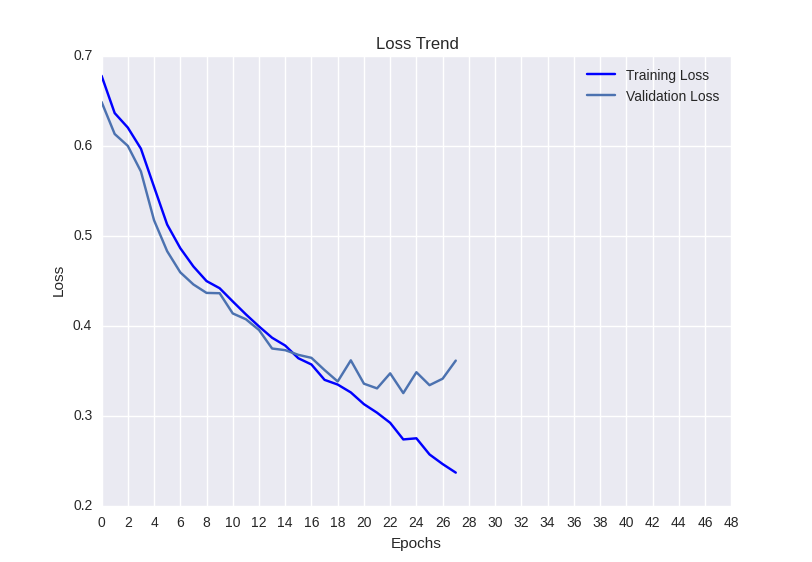 Loss Trend
Training Loss
Validation Loss
0.7
0.6
0.5
0.4
0.3
0.2
Loss
0 2 4 6 8 10 12 14 16 18 20 22 24 26 28 30 32 34 36 38 40 42 44 46 48
Epochs